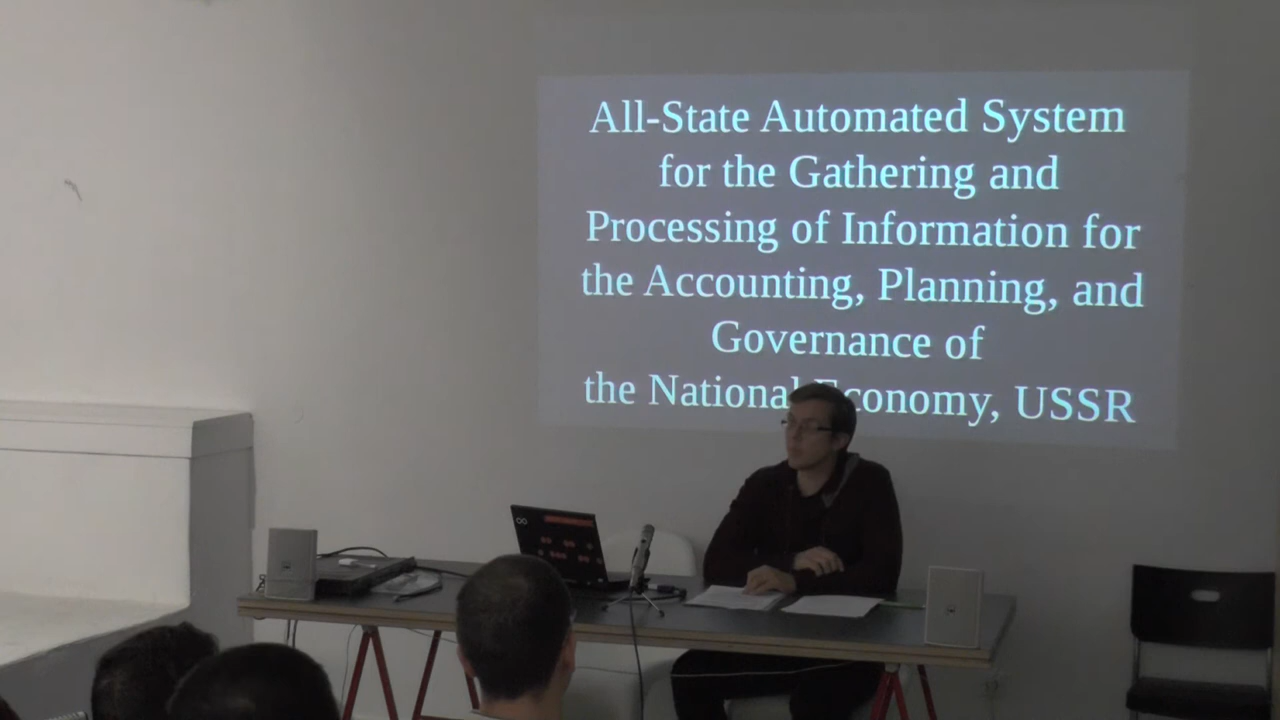 All-State Automated System
for the Gathering and
Processing of Information for
the Accounting, Planning, and
Governance of
the National Economy, USSR